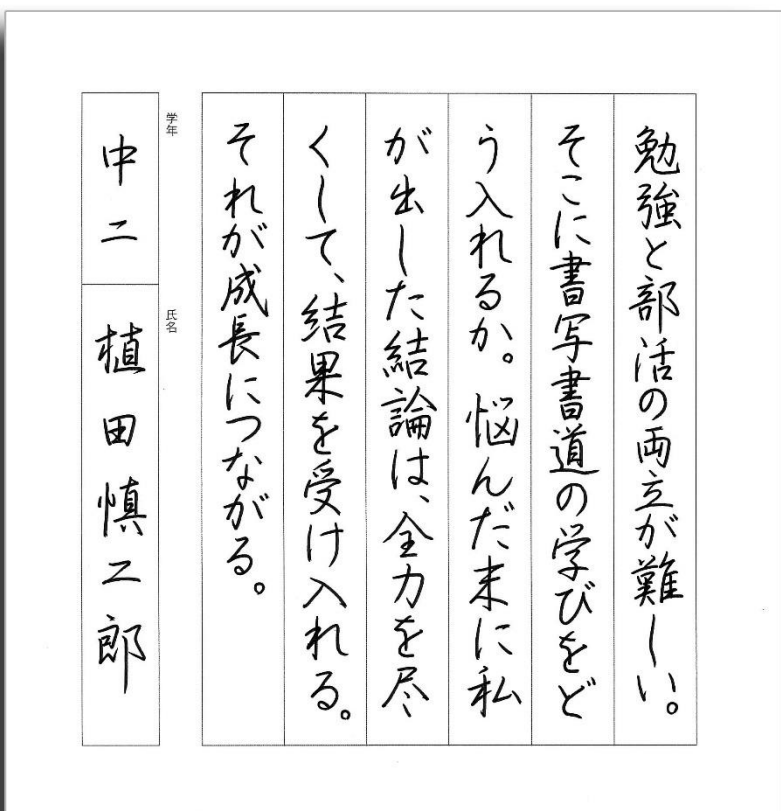 勉強と部活の両立が難しい。
そこに書写書道の学びをど
う入れるか。悩んだ末に私
が出した結論は、全力を尽
くして、結果を受け入れる。
それが成長につながる。
学年
中二
氏名
植田慎二郎